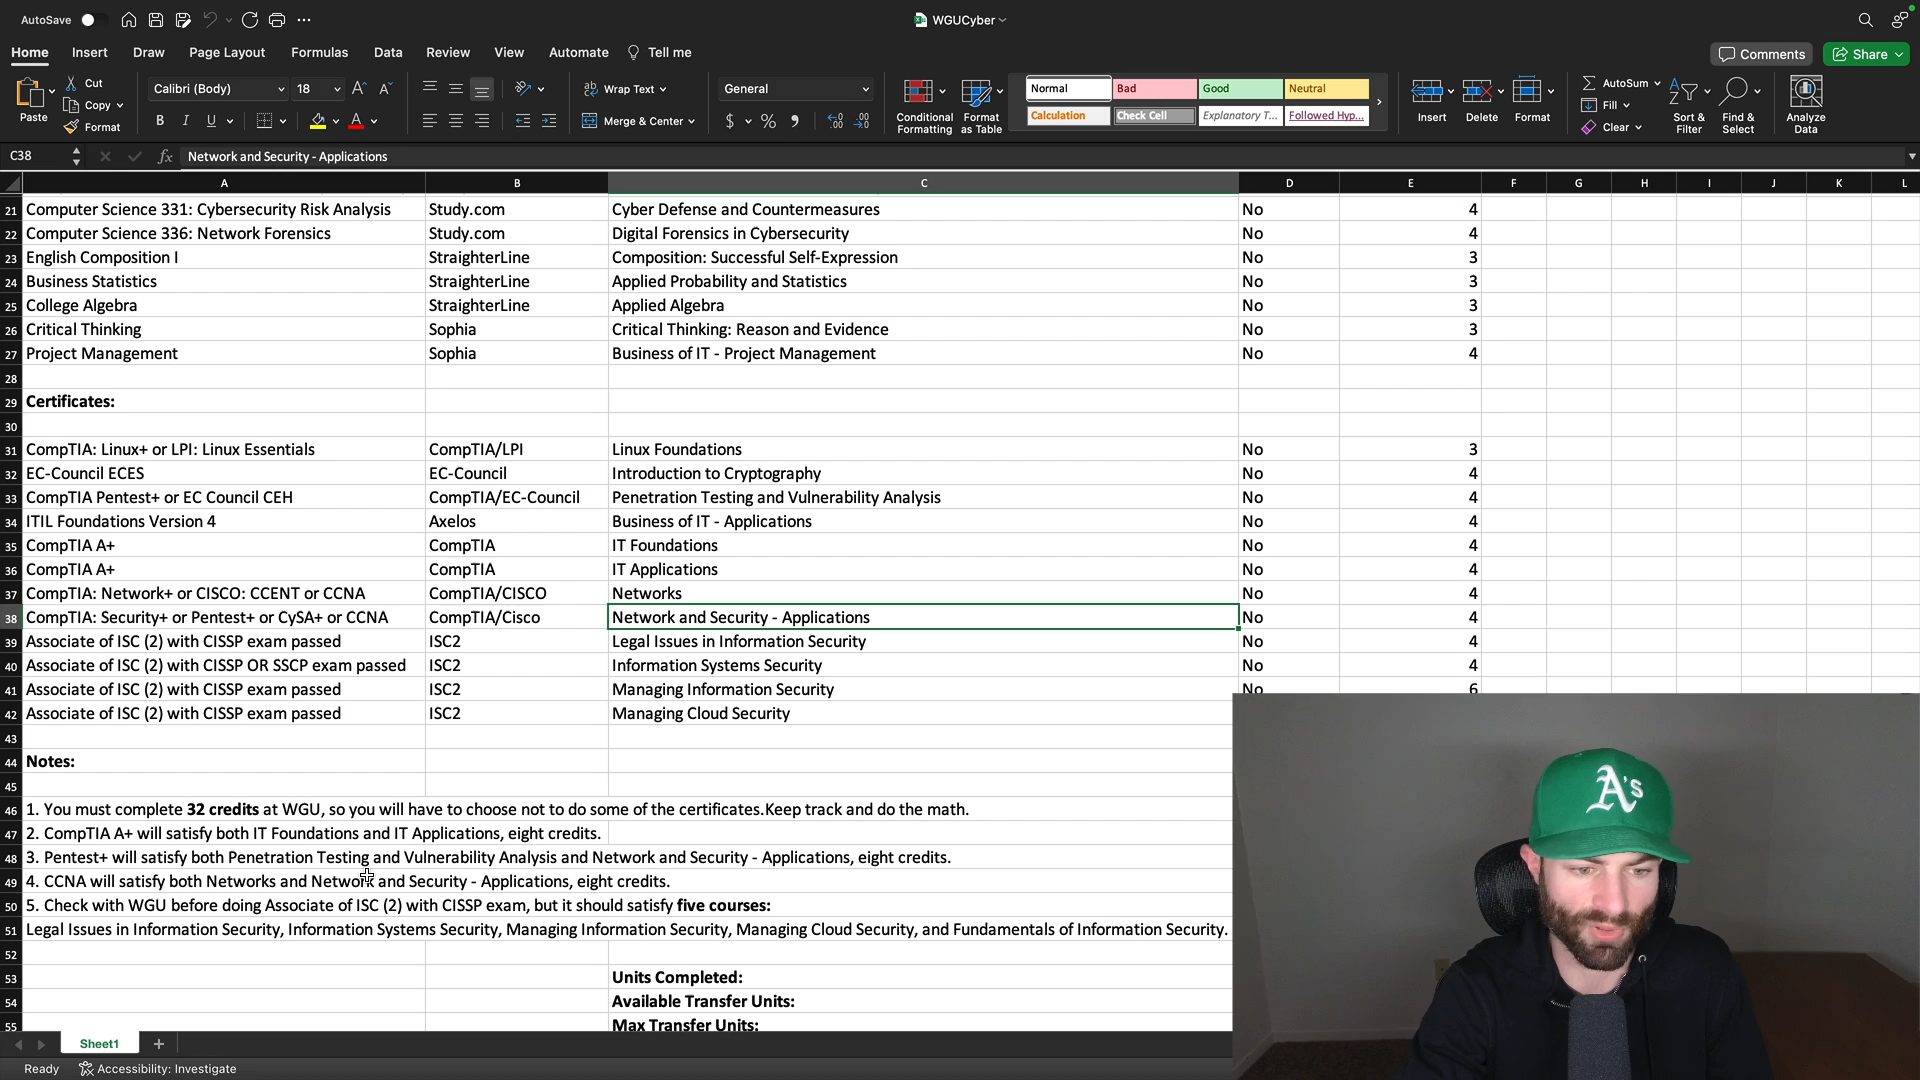 AutoSave
WGUCyber
Home Insert Draw Page Layout Formulas Data Review View Automate Tell me
Comments Share
Paste Cut Copy Format
Calibri (Body) 18
B I U
Wrap Text
Merge & Center
General
$ % 9
Conditional Formatting
Format as Table
Normal Bad Good Neutral
Calculation Check Cell Explanatory T... Followed Hyp...
Insert Delete Format
AutoSum Fill Clear
Sort & Filter
Find & Select
Analyze Data
C38 fx Network and Security - Applications
A B C D E F G H I J K L
21 Computer Science 331: Cybersecurity Risk Analysis Study.com Cyber Defense and Countermeasures No 4
22 Computer Science 336: Network Forensics Study.com Digital Forensics in Cybersecurity No 4
23 English Composition I StraighterLine Composition: Successful Self-Expression No 3
24 Business Statistics StraighterLine Applied Probability and Statistics No 3
25 College Algebra StraighterLine Applied Algebra No 3
26 Critical Thinking Sophia Critical Thinking: Reason and Evidence No 3
27 Project Management Sophia Business of IT - Project Management No 4
28
29 Certificates:
30
31 CompTIA: Linux+ or LPI: Linux Essentials CompTIA/LPI Linux Foundations No 3
32 EC-Council ECES EC-Council Introduction to Cryptography No 4
33 CompTIA Pentest+ or EC Council CEH CompTIA/EC-Council Penetration Testing and Vulnerability Analysis No 4
34 ITIL Foundations Version 4 Axelos Business of IT - Applications No 4
35 CompTIA A+ CompTIA IT Foundations No 4
36 CompTIA A+ CompTIA IT Applications No 4
37 CompTIA: Network+ or CISCO: CCENT or CCNA CompTIA/CISCO Networks No 4
38 CompTIA: Security+ or Pentest+ or CySA+ or CCNA CompTIA/Cisco Network and Security - Applications No 4
39 Associate of ISC (2) with CISSP exam passed ISC2 Legal Issues in Information Security No 4
40 Associate of ISC (2) with CISSP OR SSCP exam passed ISC2 Information Systems Security No 4
41 Associate of ISC (2) with CISSP exam passed ISC2 Managing Information Security No 6
42 Associate of ISC (2) with CISSP exam passed ISC2 Managing Cloud Security
43
44 Notes:
45
46 1. You must complete 32 credits at WGU, so you will have to choose not to do some of the certificates.Keep track and do the math.
47 2. CompTIA A+ will satisfy both IT Foundations and IT Applications, eight credits.
48 3. Pentest+ will satisfy both Penetration Testing and Vulnerability Analysis and Network and Security - Applications, eight credits.
49 4. CCNA will satisfy both Networks and Network and Security - Applications, eight credits.
50 5. Check with WGU before doing Associate of ISC (2) with CISSP exam, but it should satisfy five courses:
51 Legal Issues in Information Security, Information Systems Security, Managing Information Security, Managing Cloud Security, and Fundamentals of Information Security.
52
53 Units Completed:
54 Available Transfer Units:
55 Max Transfer Units:
A's
Sheet1
Ready Accessibility: Investigate